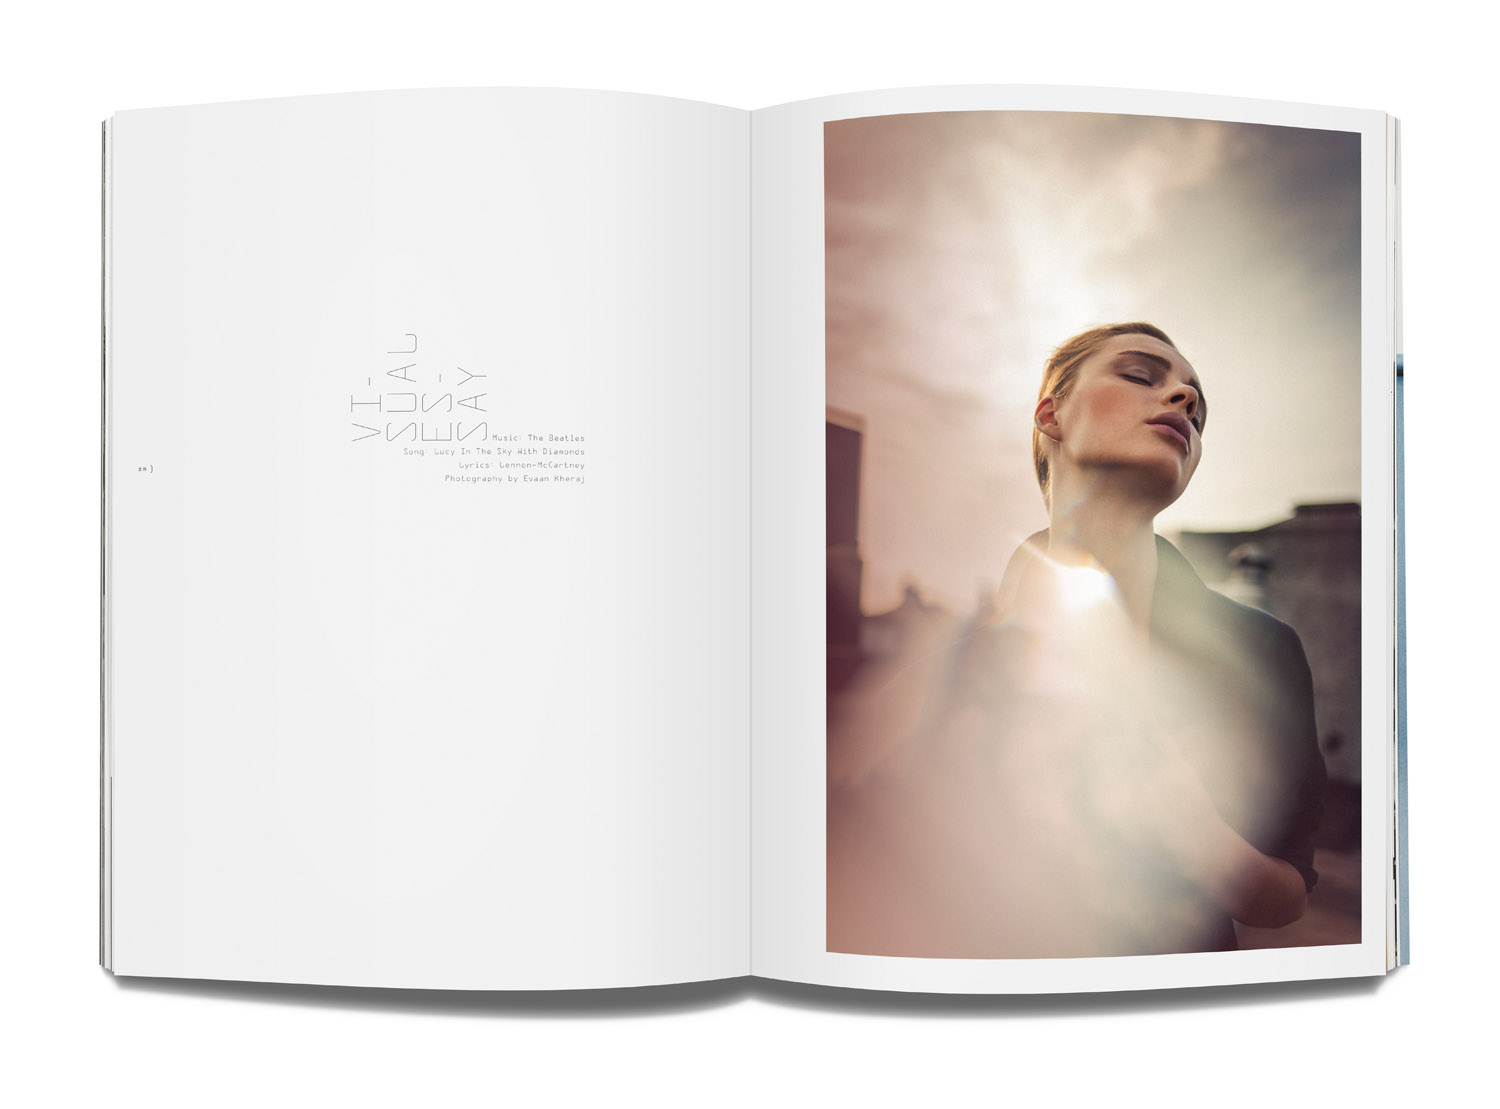 VI-
SUAL
ES-
SAY
Music: The Beatles
Song: Lucy In The Sky With Diamonds
Lyrics: Lennon-McCartney
Photography by Evaan Kheraj